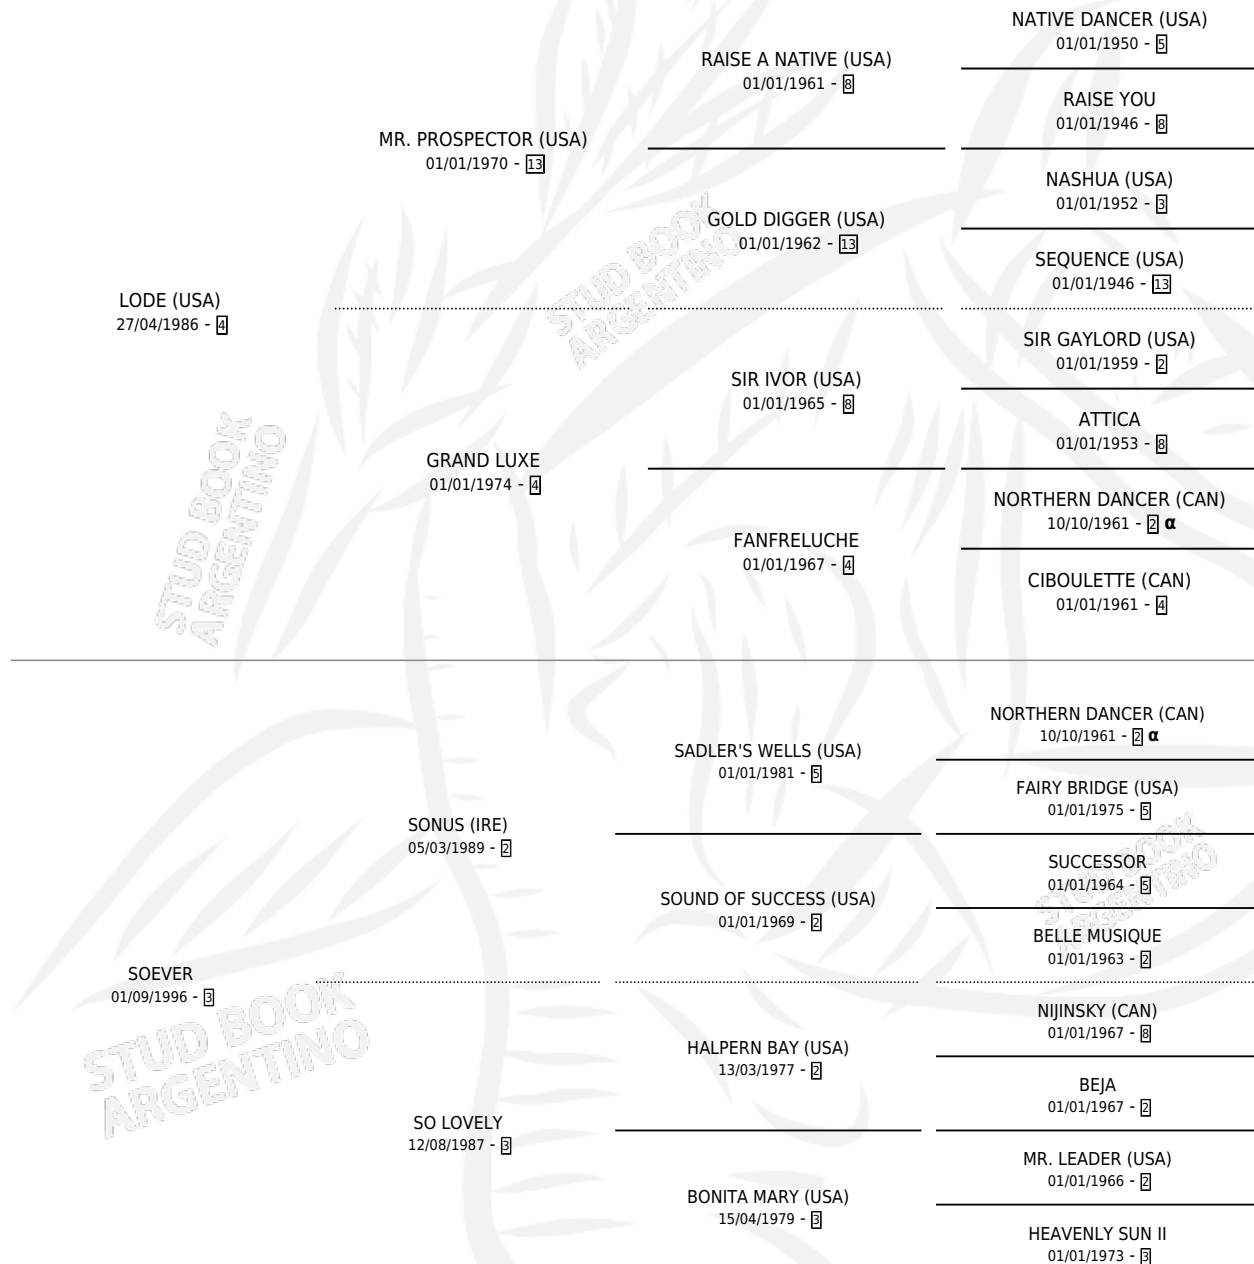 NATIVE DANCER (USA)
01/01/1950 - 5
RAISE A NATIVE (USA)
01/01/1961 - 8
RAISE YOU
01/01/1946 - 8
MR. PROSPECTOR (USA)
01/01/1970 - 13
NASHUA (USA)
01/01/1952 - 3
GOLD DIGGER (USA)
01/01/1962 - 13
SEQUENCE (USA)
01/01/1946 - 13
LODE (USA)
27/04/1986 - 4
SIR GAYLORD (USA)
01/01/1959 - 2
SIR IVOR (USA)
01/01/1965 - 8
ATTICA
01/01/1953 - 8
GRAND LUXE
01/01/1974 - 4
NORTHERN DANCER (CAN)
10/10/1961 - 2 α
FANFRELUCHE
01/01/1967 - 4
CIBOULETTE (CAN)
01/01/1961 - 4
NORTHERN DANCER (CAN)
10/10/1961 - 2 α
SADLER'S WELLS (USA)
01/01/1981 - 5
FAIRY BRIDGE (USA)
01/01/1975 - 5
SONUS (IRE)
05/03/1989 - 2
SUCCESSOR
01/01/1964 - 5
SOUND OF SUCCESS (USA)
01/01/1969 - 2
BELLE MUSIQUE
01/01/1963 - 2
SOEVER
01/09/1996 - 3
NIJINSKY (CAN)
01/01/1967 - 8
HALPERN BAY (USA)
13/03/1977 - 2
BEJA
01/01/1967 - 2
SO LOVELY
12/08/1987 - 3
MR. LEADER (USA)
01/01/1966 - 2
BONITA MARY (USA)
15/04/1979 - 3
HEAVENLY SUN II
01/01/1973 - 3
STUD BOOK
ARGENTINO
STUD BOOK
ARGENTINO
STUD BOOK
ARGENTINO
STUD BOOK
ARGENTINO